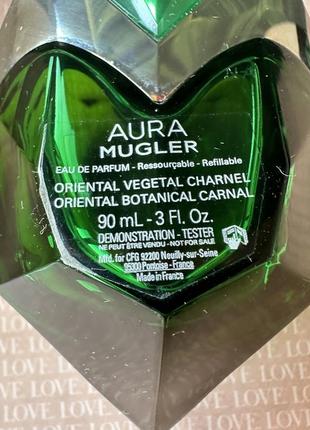 AURA
MUGLER
EAU DE PARFUM - Ressourçable - Refillable
ORIENTAL VEGETAL CHARNEL
ORIENTAL BOTANICAL CARNAL
90 mL - 3 Fl. Oz.
DEMONSTRATION - TESTER
NE PEUT ÊTRE VENDU - NOT FOR SALE
Mfd. for CFG 92200 Neuilly-sur-Seine
95300 Pontoise - France
Made in France
LOVE LOVE LOVE LOVE